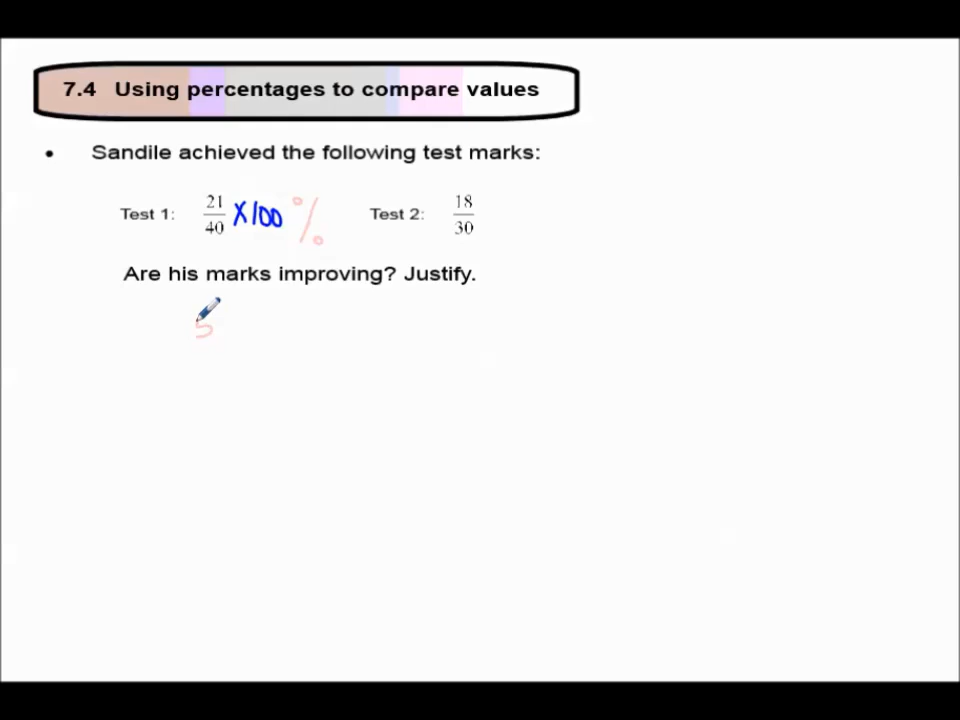 7.4 Using percentages to compare values
• Sandile achieved the following test marks:
Test 1: 21/40 X100 % Test 2: 18/30
Are his marks improving? Justify.
5